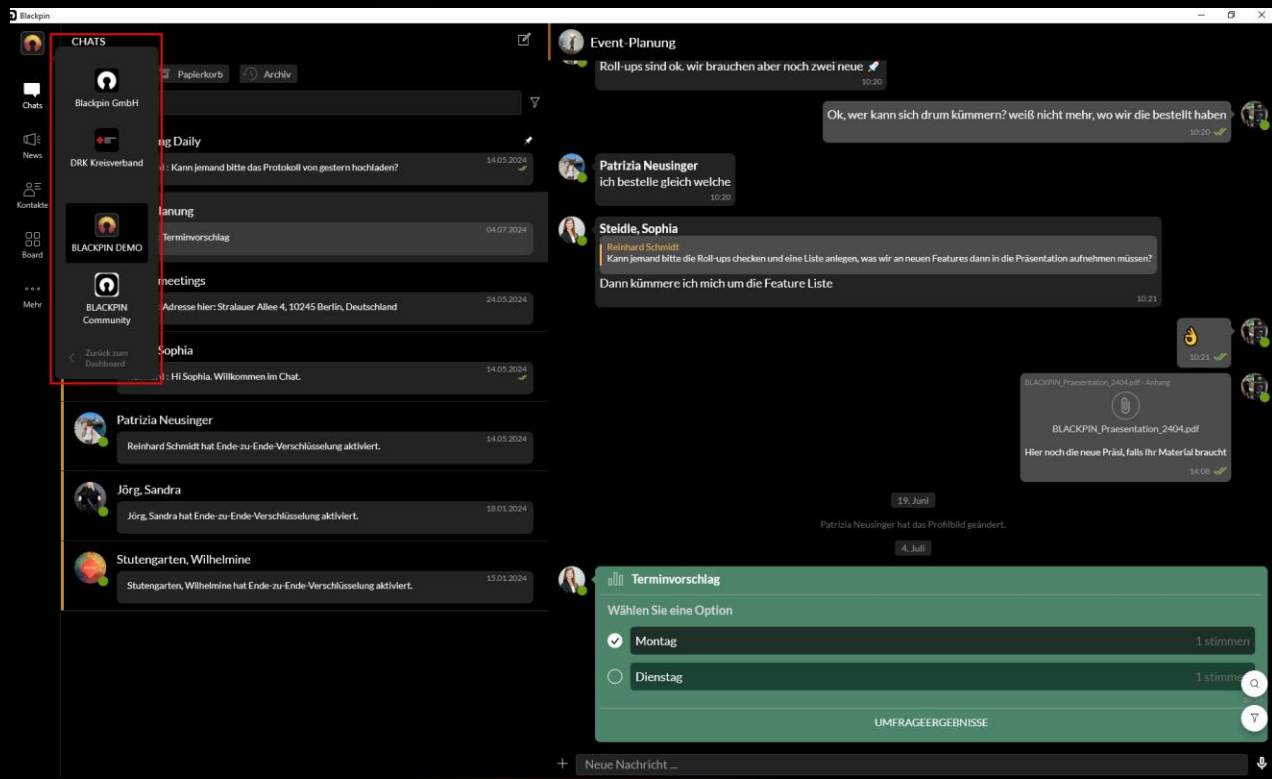 Blackpin
CHATS
Chats
News
Kontakte
Board
Mehr
Blackpin GmbH
DRK Kreisverband
BLACKPIN DEMO
BLACKPIN
Community
Zurück zum
Dashboard
Papierkorb
Archiv
Daily
: Kann jemand bitte das Protokoll von gestern hochladen?
14.05.2024
lanung
Terminvorschlag
04.07.2024
meetings
Adresse hier: Stralauer Allee 4, 10245 Berlin, Deutschland
24.05.2024
Sophia
: Hi Sophia. Willkommen im Chat.
14.05.2024
Patrizia Neusinger
Reinhard Schmidt hat Ende-zu-Ende-Verschlüsselung aktiviert.
14.05.2024
Jörg, Sandra
Jörg, Sandra hat Ende-zu-Ende-Verschlüsselung aktiviert.
18.01.2024
Stutengarten, Wilhelmine
Stutengarten, Wilhelmine hat Ende-zu-Ende-Verschlüsselung aktiviert.
15.01.2024
Event-Planung
Roll-ups sind ok. wir brauchen aber noch zwei neue 🚀
10:20
Ok, wer kann sich drum kümmern? weiß nicht mehr, wo wir die bestellt haben
10:20
Patrizia Neusinger
ich bestelle gleich welche
10:20
Steidle, Sophia
Reinhard Schmidt
Kann jemand bitte die Roll-ups checken und eine Liste anlegen, was wir an neuen Features dann in die Präsentation aufnehmen müssen?
Dann kümmere ich mich um die Feature Liste
10:21
👌
10:21
BLACKPIN_Praesentation_2404.pdf - Anhang
BLACKPIN_Praesentation_2404.pdf
Hier noch die neue Präsi, falls Ihr Material braucht
14:08
19. Juni
Patrizia Neusinger hat das Profilbild geändert.
4. Juli
Terminvorschlag
Wählen Sie eine Option
Montag
1 stimmen
Dienstag
1 stimme
UMFRAGEERGEBNISSE
Neue Nachricht ...